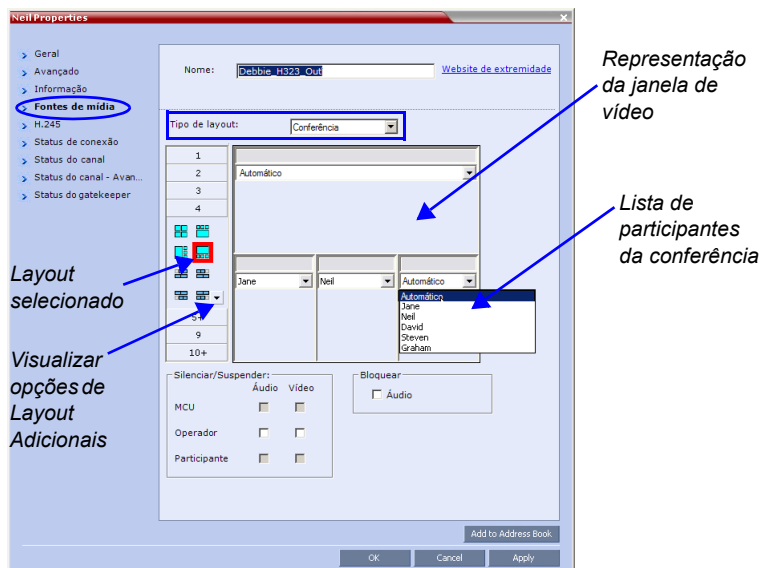 Neil Properties
x
Geral
Avançado
Informação
Fontes de mídia
H.245
Status de conexão
Status do canal
Status do canal - Avan...
Status do gatekeeper
Nome: Debbie_H323_Out Website de extremidade
Tipo de layout: Conferência
1
2
3
4
5+
9
10+
Automático
Jane
Neil
Automático
Automático
Jane
Neil
David
Steven
Graham
Silenciar/Suspender:
Áudio Vídeo
MCU
Operador
Participante
Bloquear
Áudio
Add to Address Book
OK Cancel Apply
Layout
selecionado
Visualizar
opções de
Layout
Adicionais
Representação
da janela de
vídeo
Lista de
participantes
da conferência